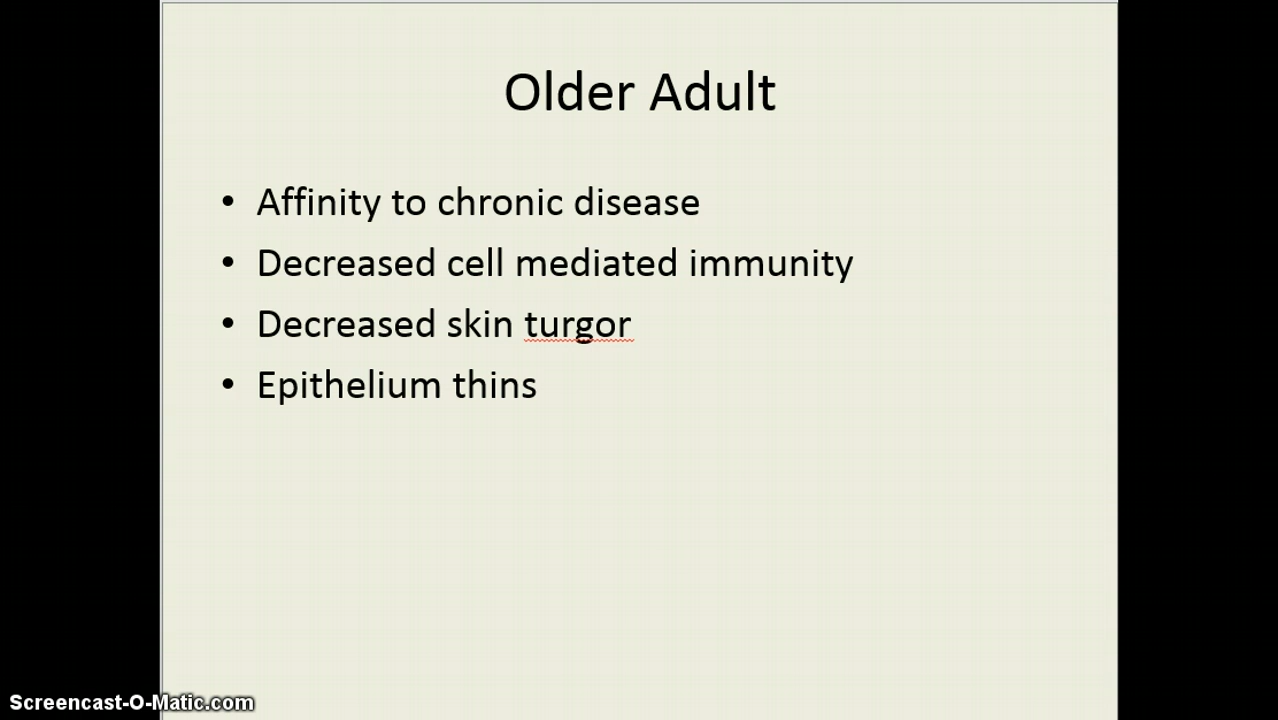 Older Adult
• Affinity to chronic disease
• Decreased cell mediated immunity
• Decreased skin turgor
• Epithelium thins
Screencast-O-Matic.com